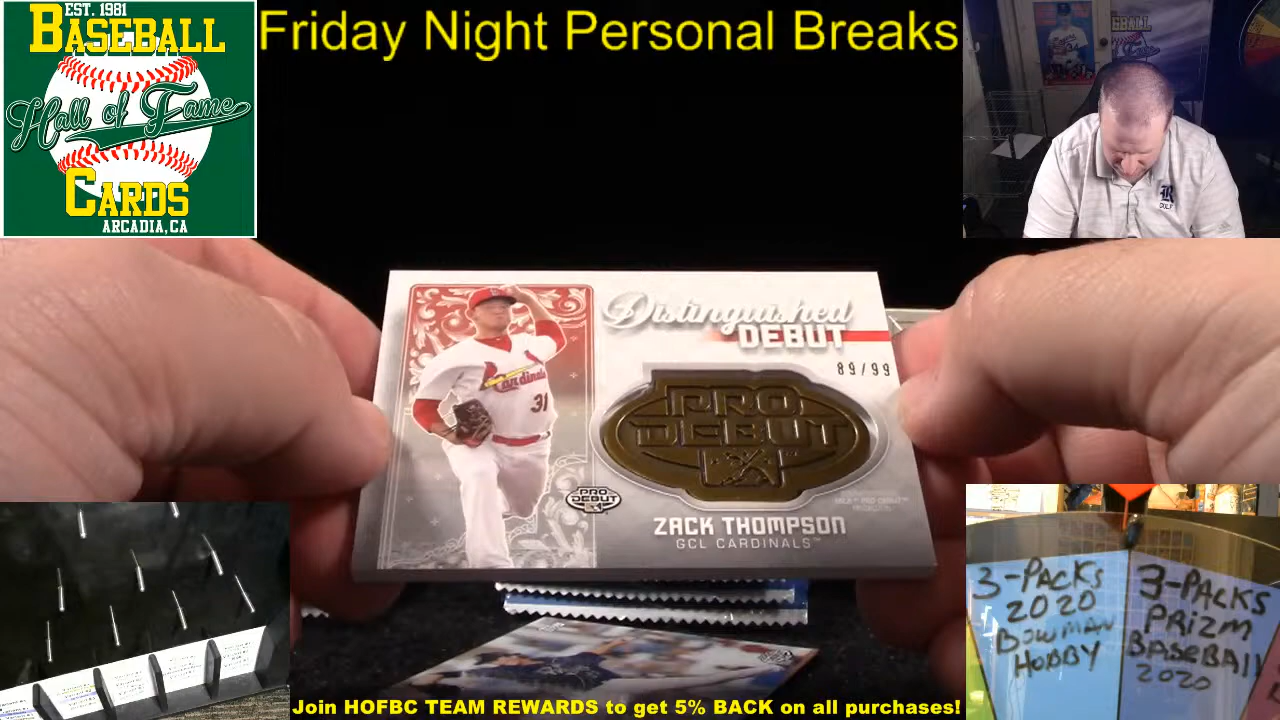 EST. 1981
BASEBALL
Hall of Fame
CARDS
ARCADIA, CA
Friday Night Personal Breaks
Distinguished
DEBUT
89/99
PRO
DEBUT
Cardinals
31
PRO
DEBUT
ZACK THOMPSON
GCL CARDINALS™
R
GOLF
3-PACKS
2020
BOWMAN
HOBBY
3-PACKS
PRIZM
BASEBALL
2020
Join HOFBC TEAM REWARDS to get 5% BACK on all purchases!